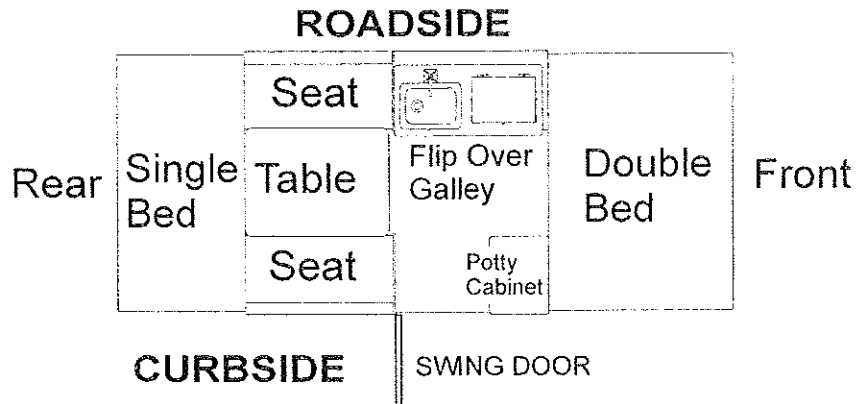 ROADSIDE
Seat
Rear
Single
Bed
Table
Flip Over
Galley
Double
Bed
Front
Seat
Potty
Cabinet
CURBSIDE
SWING DOOR